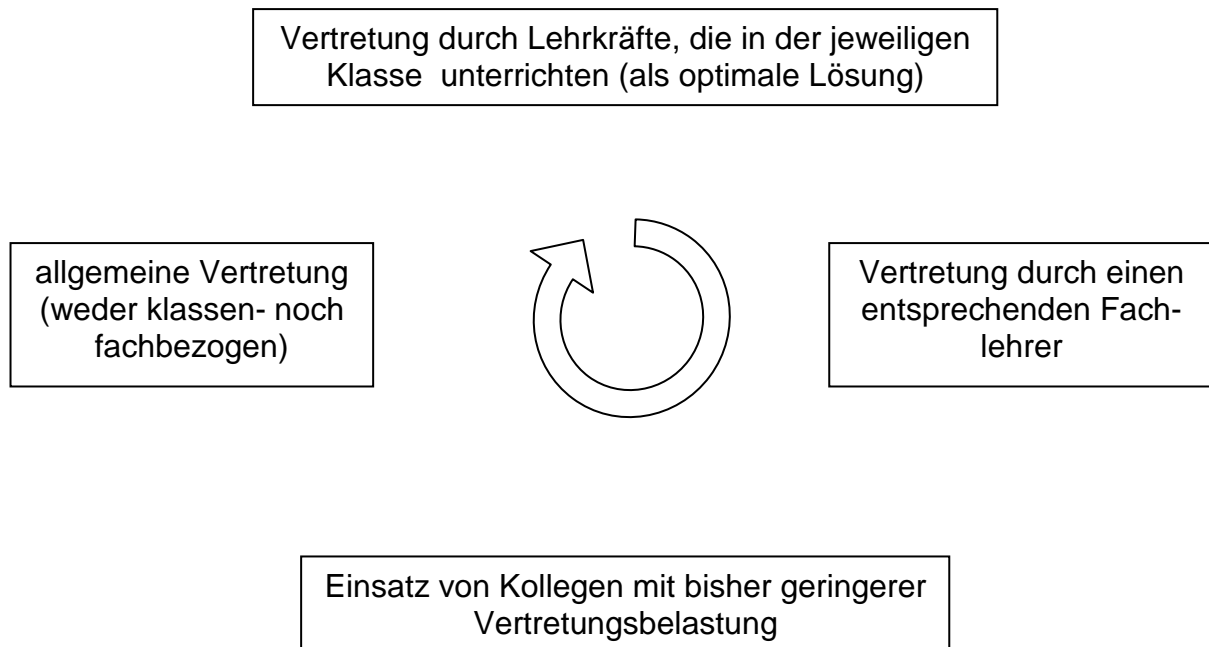 Vertretung durch Lehrkräfte, die in der jeweiligen
Klasse  unterrichten (als optimale Lösung)
allgemeine Vertretung
(weder klassen- noch
fachbezogen)
Vertretung durch einen
entsprechenden Fach-
lehrer
Einsatz von Kollegen mit bisher geringerer
Vertretungsbelastung